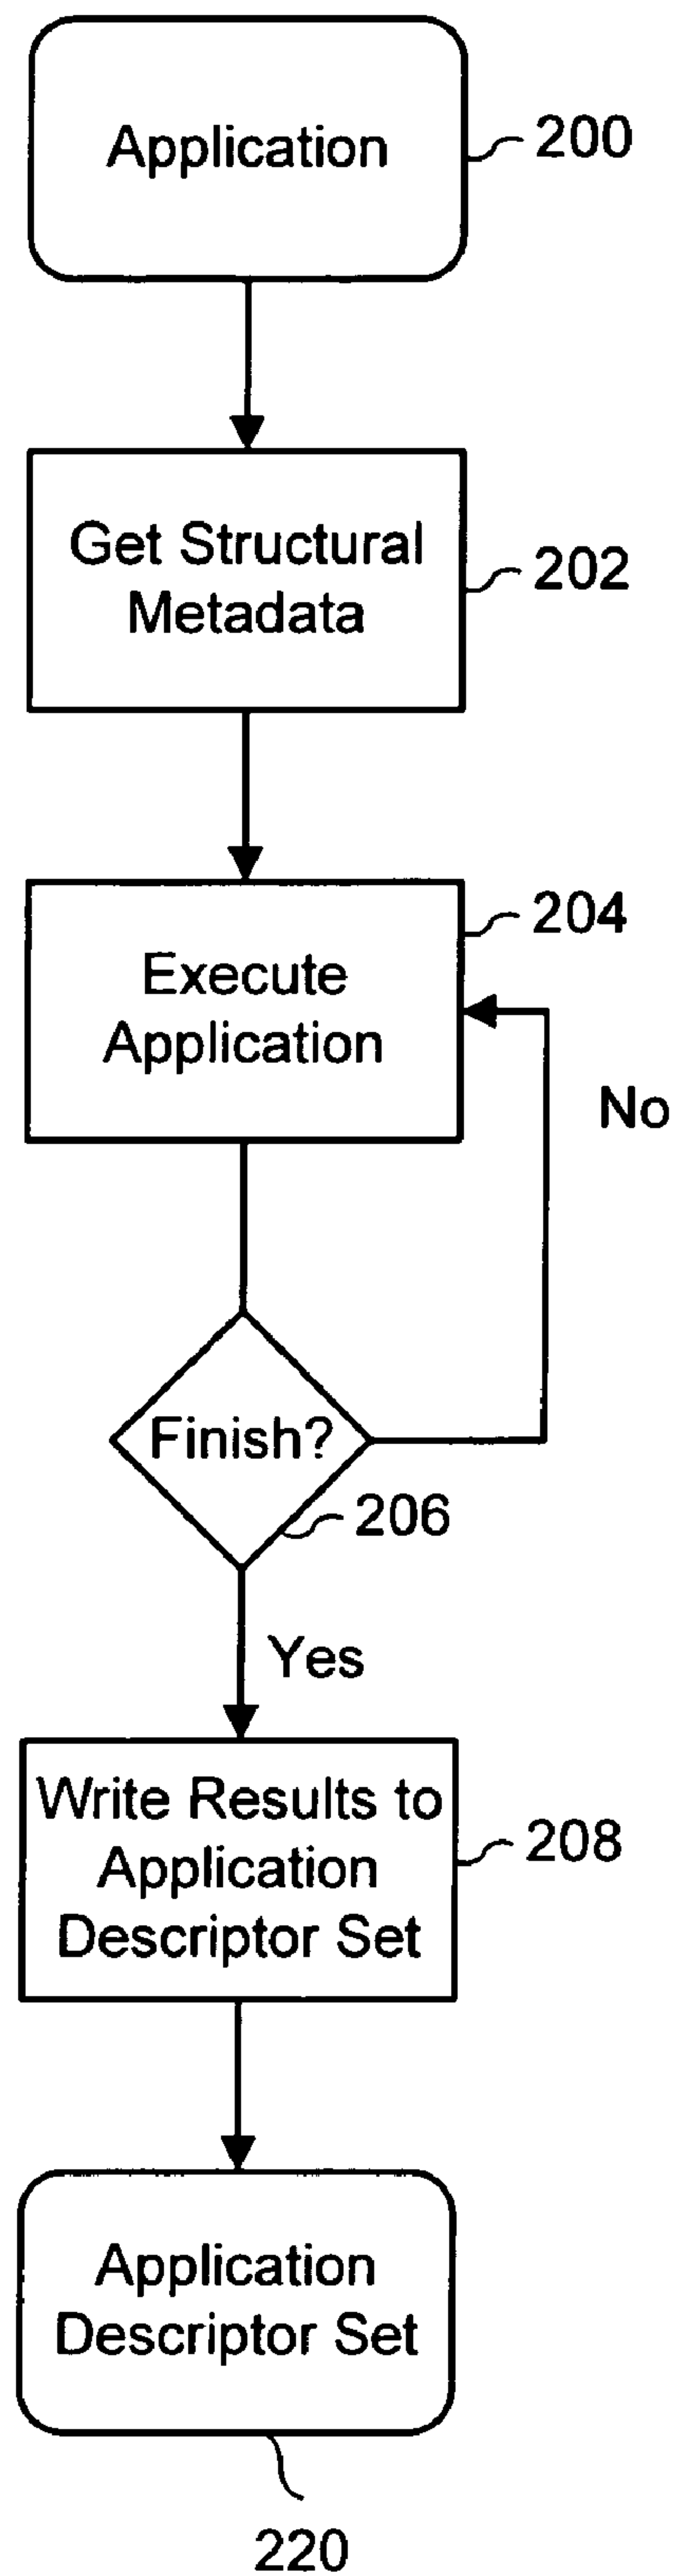 Application
200
Get Structural
Metadata
202
204
Execute
Application
No
Finish?
206
Yes
Write Results to
Application
Descriptor Set
208
Application
Descriptor Set
220